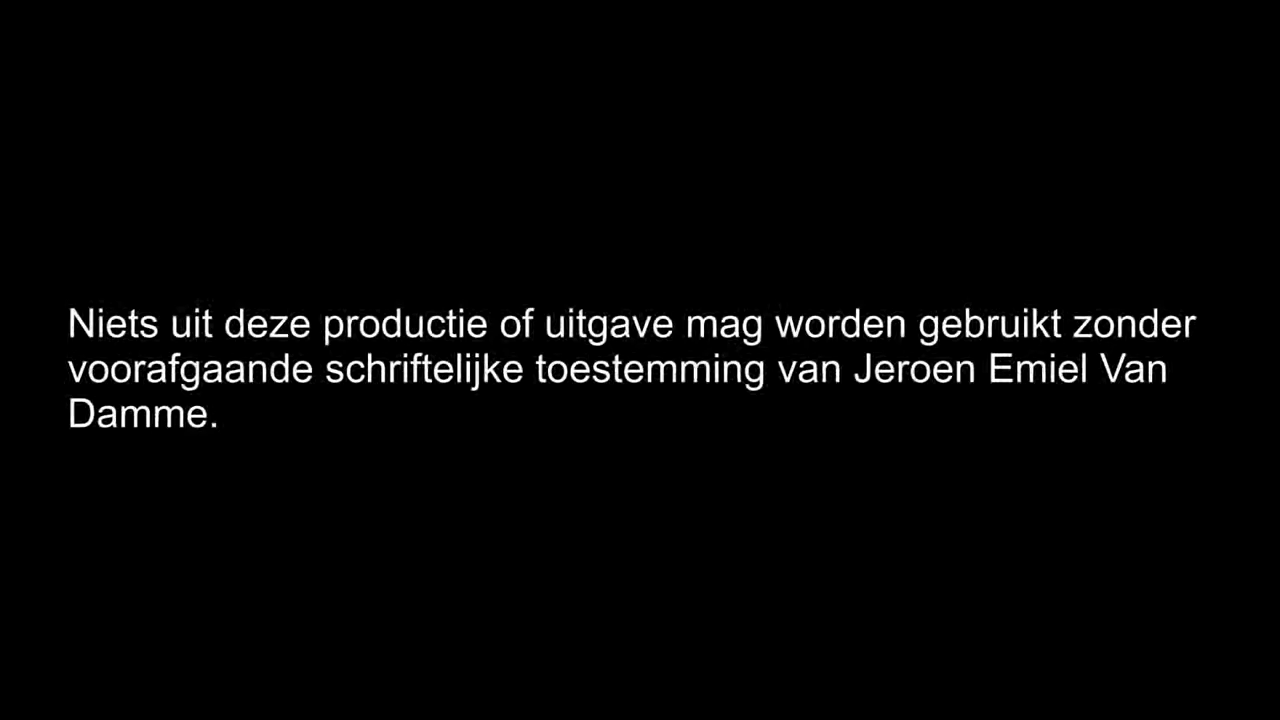 Niets uit deze productie of uitgave mag worden gebruikt zonder
voorafgaande schriftelijke toestemming van Jeroen Emiel Van
Damme.